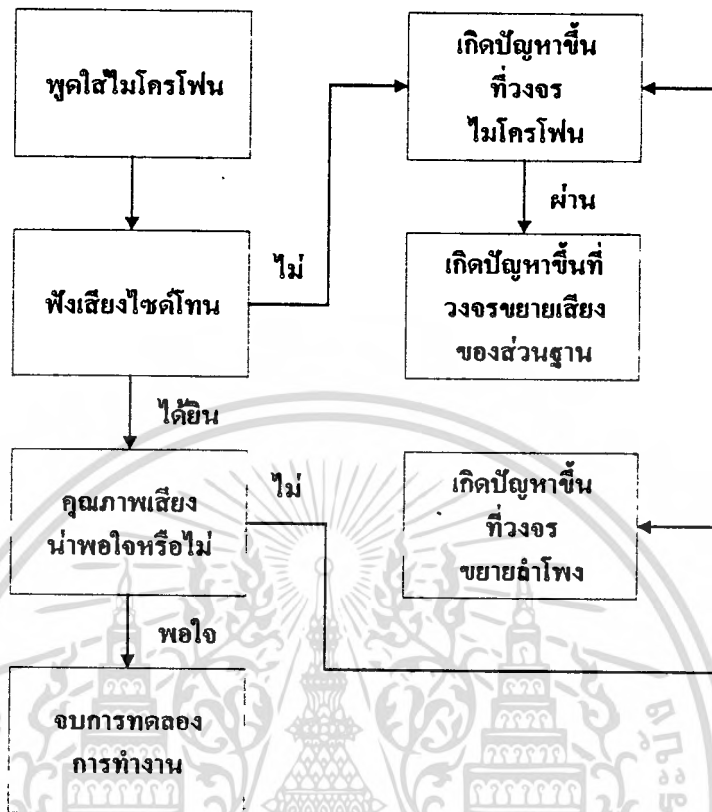 พูดใส่ไมโครโฟน
เกิดปัญหาขึ้น
ที่วงจร
ไมโครโฟน
ผ่าน
ไม่
ฟังเสียงไซด์โทน
เกิดปัญหาขึ้นที่
วงจรขยายเสียง
ของส่วนฐาน
ได้ยิน
ไม่
คุณภาพเสียง
น่าพอใจหรือไม่
เกิดปัญหาขึ้น
ที่วงจร
ขยายลำโพง
พอใจ
จบการทดลอง
การทำงาน